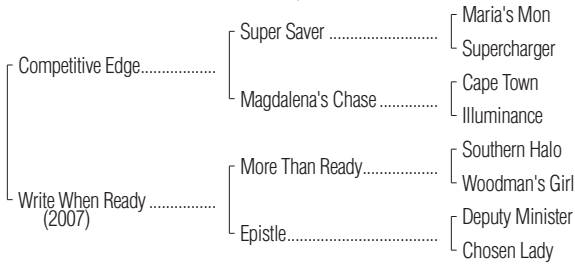 Maria's Mon
Super Saver ........................
Supercharger
Competitive Edge.................
Cape Town
Magdalena's Chase .............
Illuminance
Southern Halo
More Than Ready.................
Woodman's Girl
Write When Ready ...............
(2007)
Deputy Minister
Epistle..................................
Chosen Lady